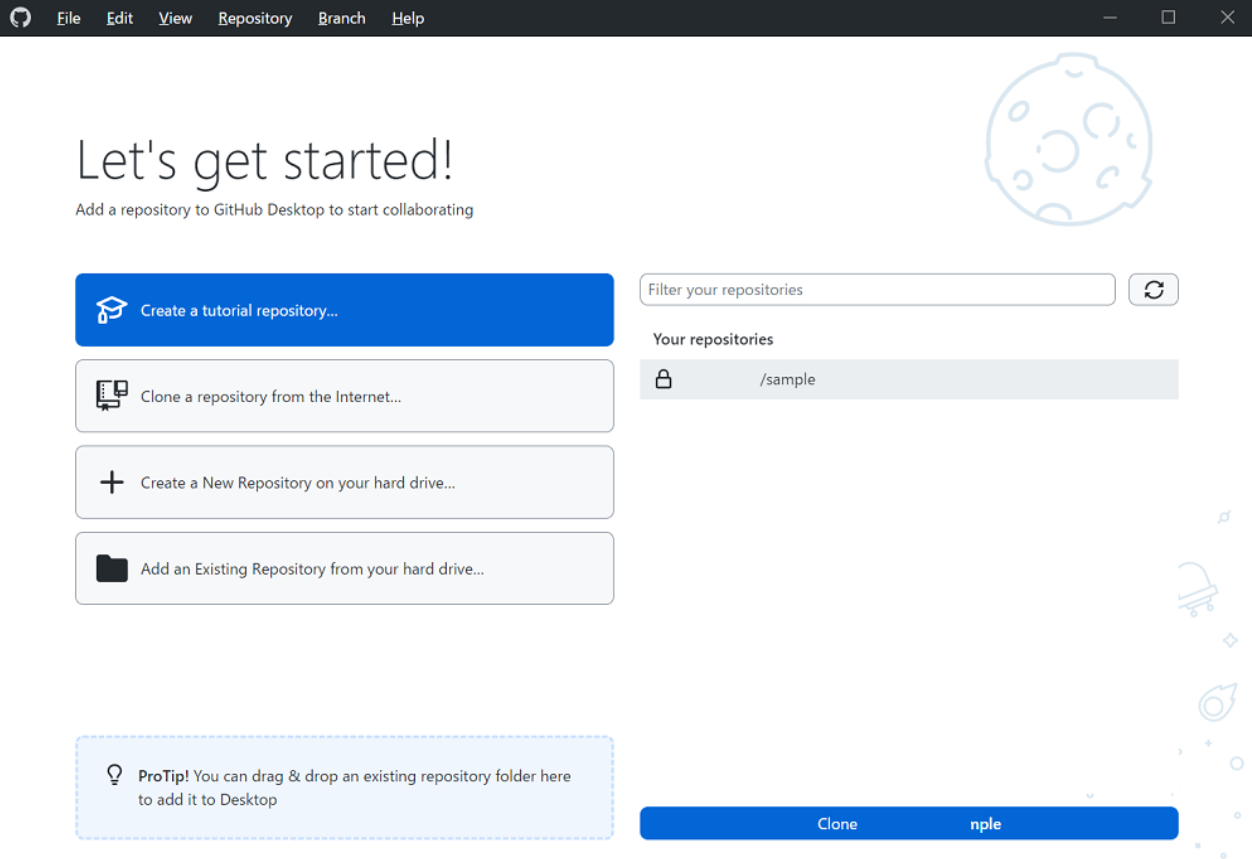 File Edit View Repository Branch Help
Let's get started!
Add a repository to GitHub Desktop to start collaborating
Create a tutorial repository...
Clone a repository from the Internet...
Create a New Repository on your hard drive...
Add an Existing Repository from your hard drive...
ProTip! You can drag & drop an existing repository folder here
to add it to Desktop
Filter your repositories
Your repositories
/sample
Clone nple